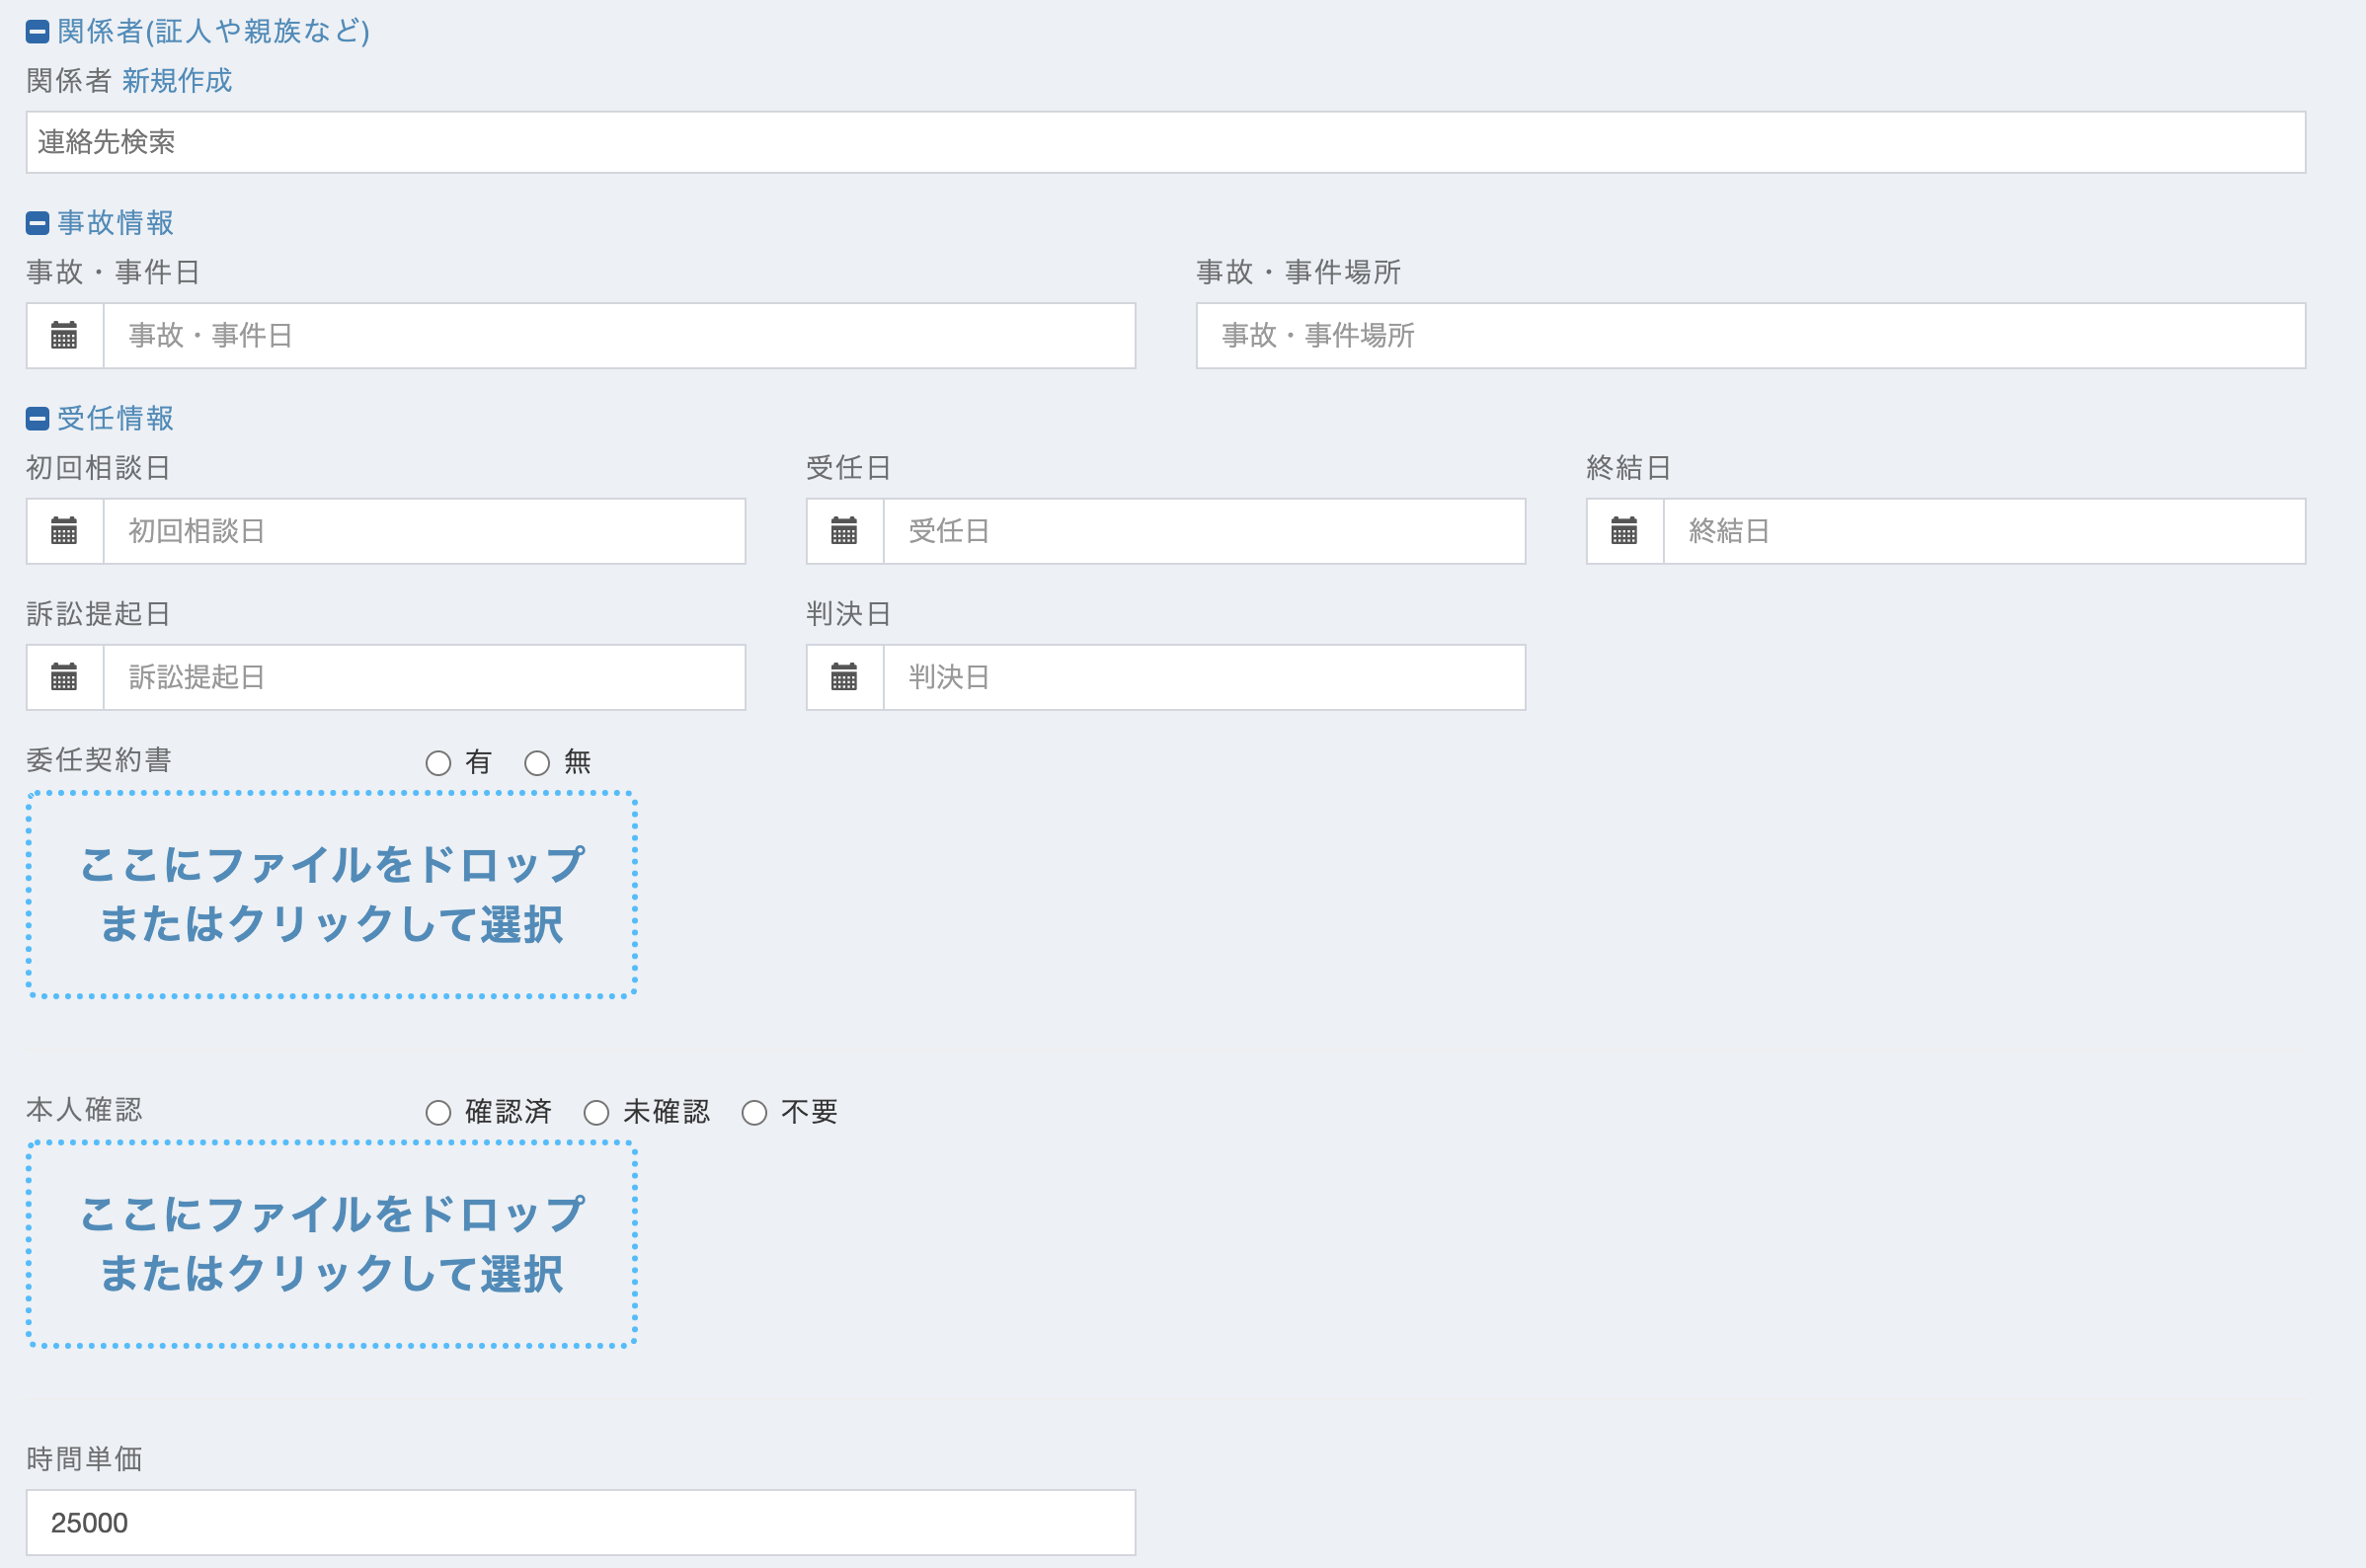 関係者(証人や親族など)
関係者 新規作成
連絡先検索
事故情報
事故・事件日
事故・事件場所
事故・事件日
事故・事件場所
受任情報
初回相談日
受任日
終結日
初回相談日
受任日
終結日
訴訟提起日
判決日
訴訟提起日
判決日
委任契約書 有 無
ここにファイルをドロップ
またはクリックして選択
本人確認 確認済 未確認 不要
ここにファイルをドロップ
またはクリックして選択
時間単価
25000